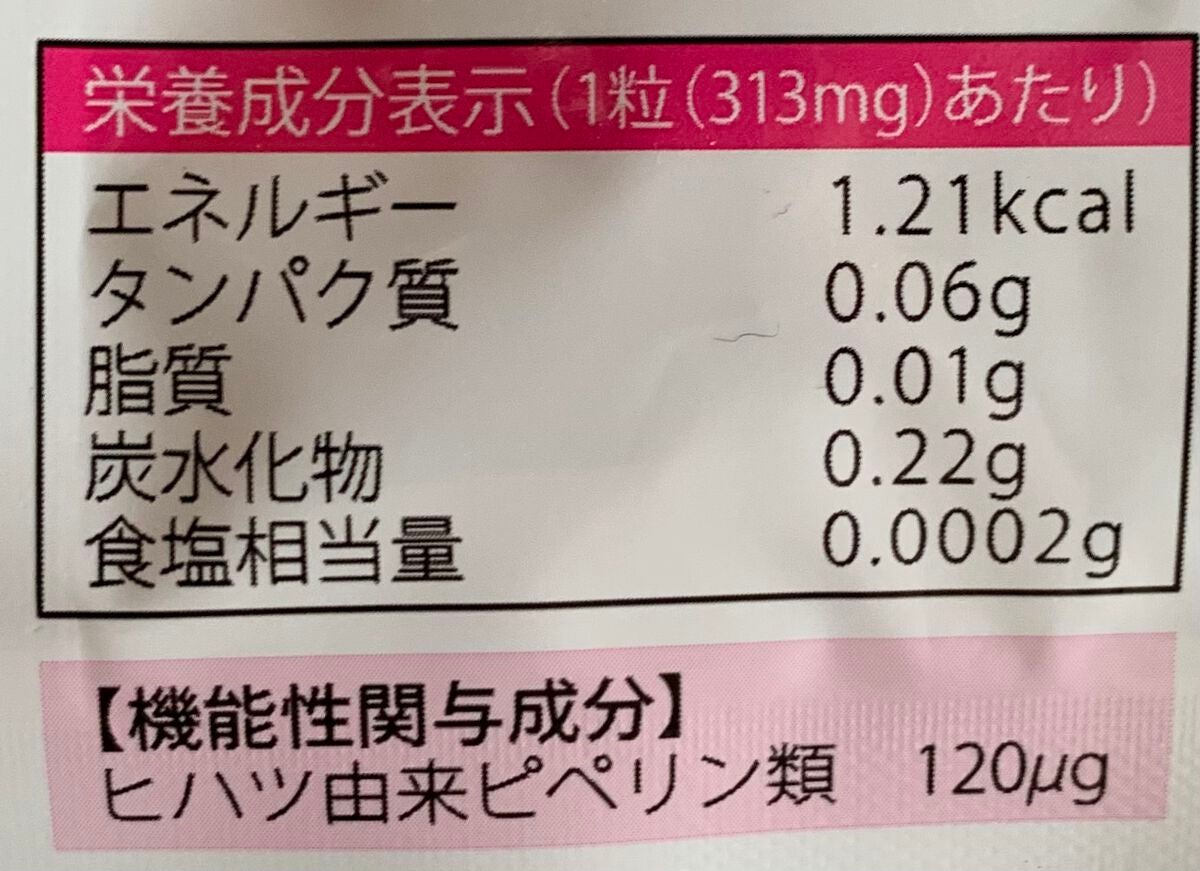 栄養成分表示(1粒(313mg)あたり)
エネルギー 1.21kcal
タンパク質 0.06g
脂質 0.01g
炭水化物 0.22g
食塩相当量 0.0002g
【機能性関与成分】
ヒハツ由来ピペリン類 120μg